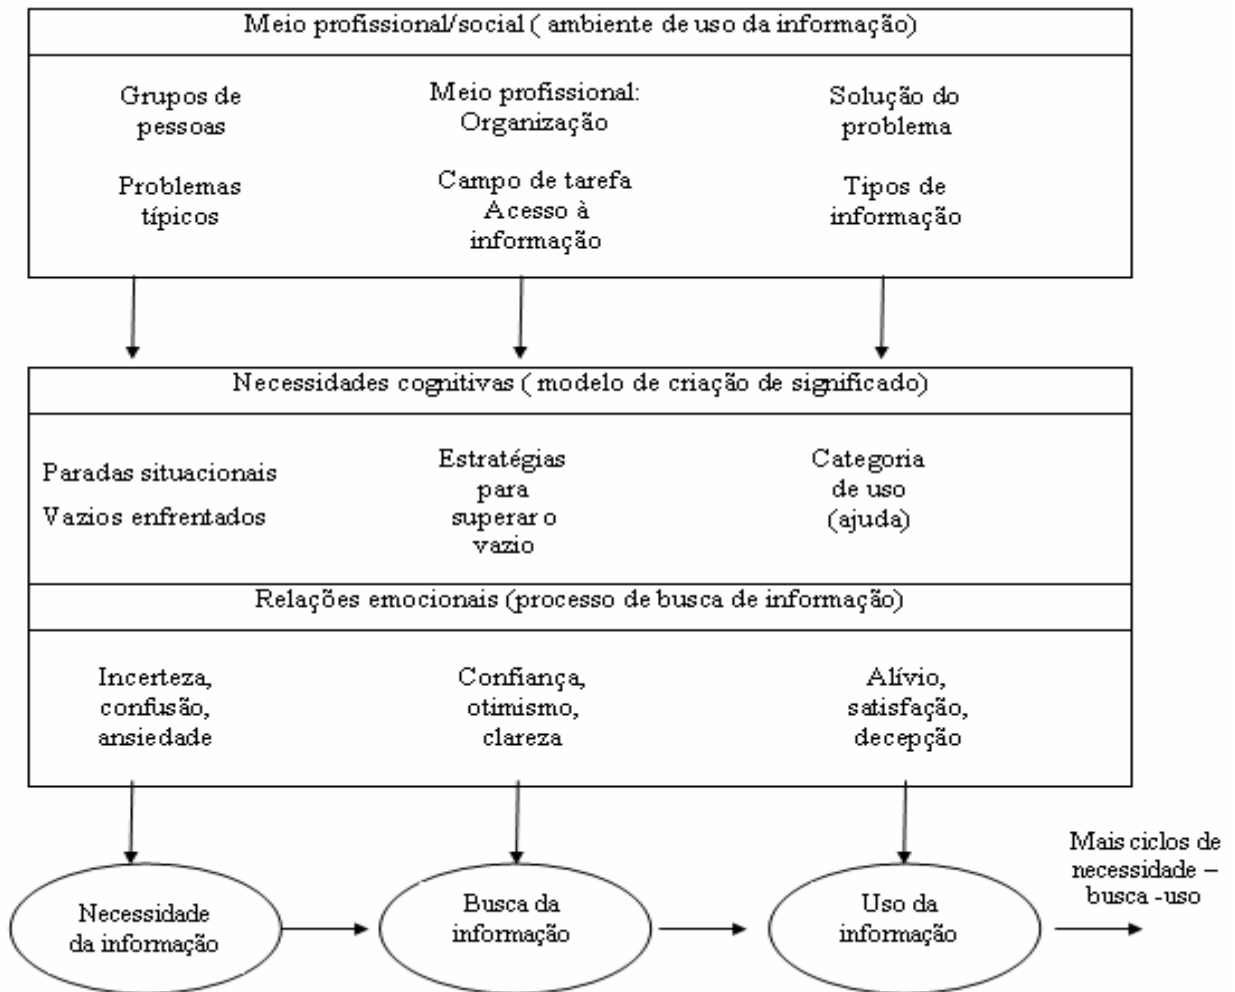 Meio profissional/social ( ambiente de uso da informação)
Grupos de
pessoas
Meio profissional:
Organização
Solução do
problema
Problemas
típicos
Campo de tarefa
Acesso à
informação
Tipos de
informação
Necessidades cognitivas ( modelo de criação de significado)
Paradas situacionais
Vazios enfrentados
Estratégias
para
superar o
vazio
Categoria
de uso
(ajuda)
Relações emocionais (processo de busca de informação)
Incerteza,
confusão,
ansiedade
Confiança,
otimismo,
clareza
Alívio,
satisfação,
decepção
Necessidade
da informação
Busca da
informação
Uso da
informação
Mais ciclos de
necessidade –
busca -uso